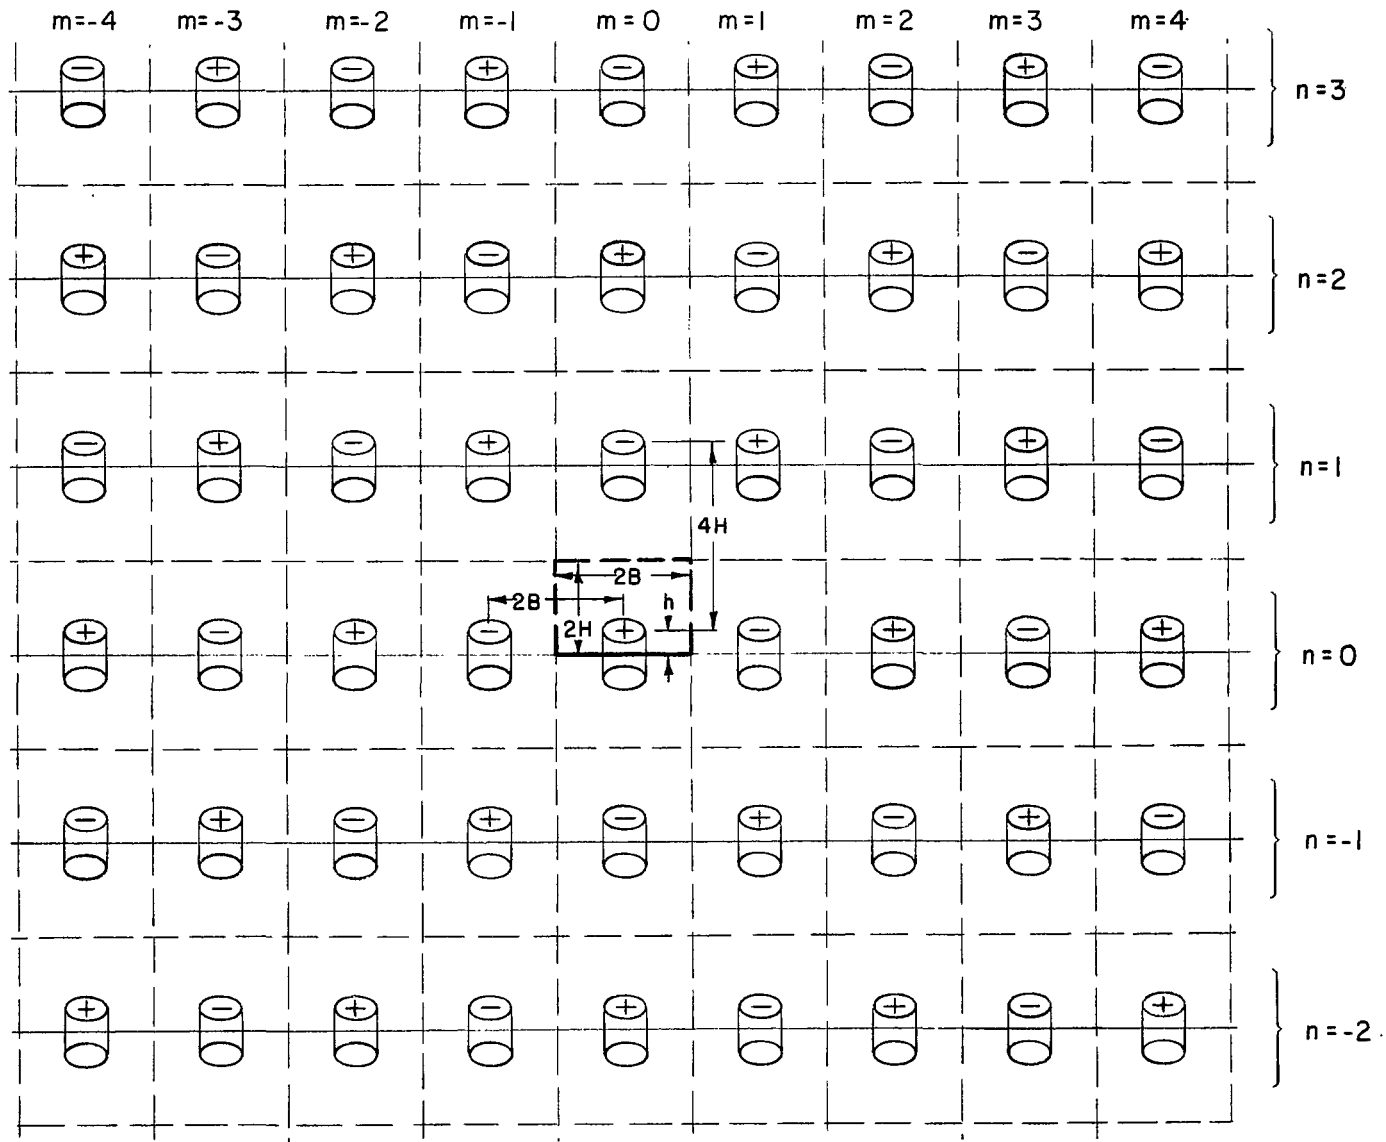 m=-4 m=-3 m=-2 m=-1 m=0 m=1 m=2 m=3 m=4
- + - + - + - + -
n=3
+ - + - + - + - +
n=2
- + - + - + - + -
n=1
4H
2B
2B h
2H
+ - + - + - + - +
n=0
- + - + - + - + -
n=-1
+ - + - + - + - +
n=-2